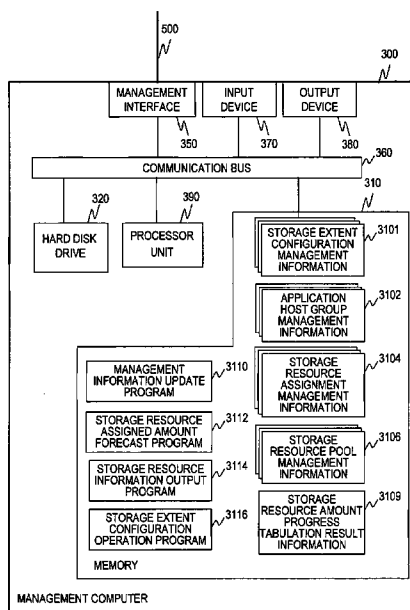 500
300
MANAGEMENT
INTERFACE
INPUT
DEVICE
OUTPUT
DEVICE
350
370
380
360
COMMUNICATION BUS
310
320
390
HARD DISK
DRIVE
PROCESSOR
UNIT
3101
STORAGE EXTENT
CONFIGURATION
MANAGEMENT
INFORMATION
3102
APPLICATION
HOST GROUP
MANAGEMENT
INFORMATION
3104
STORAGE
RESOURCE
ASSIGNMENT
MANAGEMENT
INFORMATION
3106
STORAGE
RESOURCE POOL
MANAGEMENT
INFORMATION
3109
STORAGE
RESOURCE AMOUNT
PROGRESS
TABULATION RESULT
INFORMATION
3110
MANAGEMENT
INFORMATION UPDATE
PROGRAM
3112
STORAGE RESOURCE
ASSIGNED AMOUNT
FORECAST PROGRAM
3114
STORAGE RESOURCE
INFORMATION OUTPUT
PROGRAM
3116
STORAGE EXTENT
CONFIGURATION
OPERATION PROGRAM
MEMORY
MANAGEMENT COMPUTER